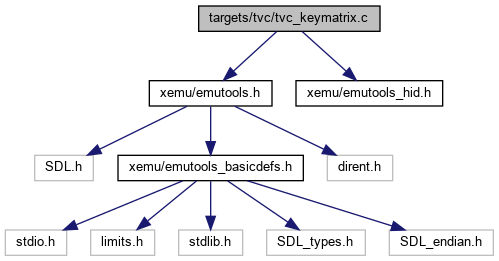 targets/tvc/tvc_keymatrix.c
xemu/emutools.h
xemu/emutools_hid.h
SDL.h
xemu/emutools_basicdefs.h
dirent.h
stdio.h
limits.h
stdlib.h
SDL_types.h
SDL_endian.h